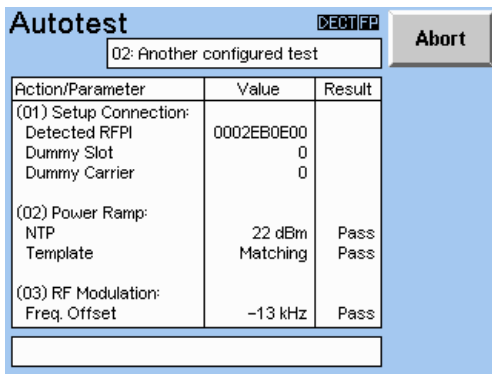 Autotest DECT FP Abort
02: Another configured test
Action/Parameter Value Result
(01) Setup Connection:
Detected RFPI 0002EB0E00
Dummy Slot 0
Dummy Carrier 0
(02) Power Ramp:
NTP 22 dBm Pass
Template Matching Pass
(03) RF Modulation:
Freq. Offset −13 kHz Pass